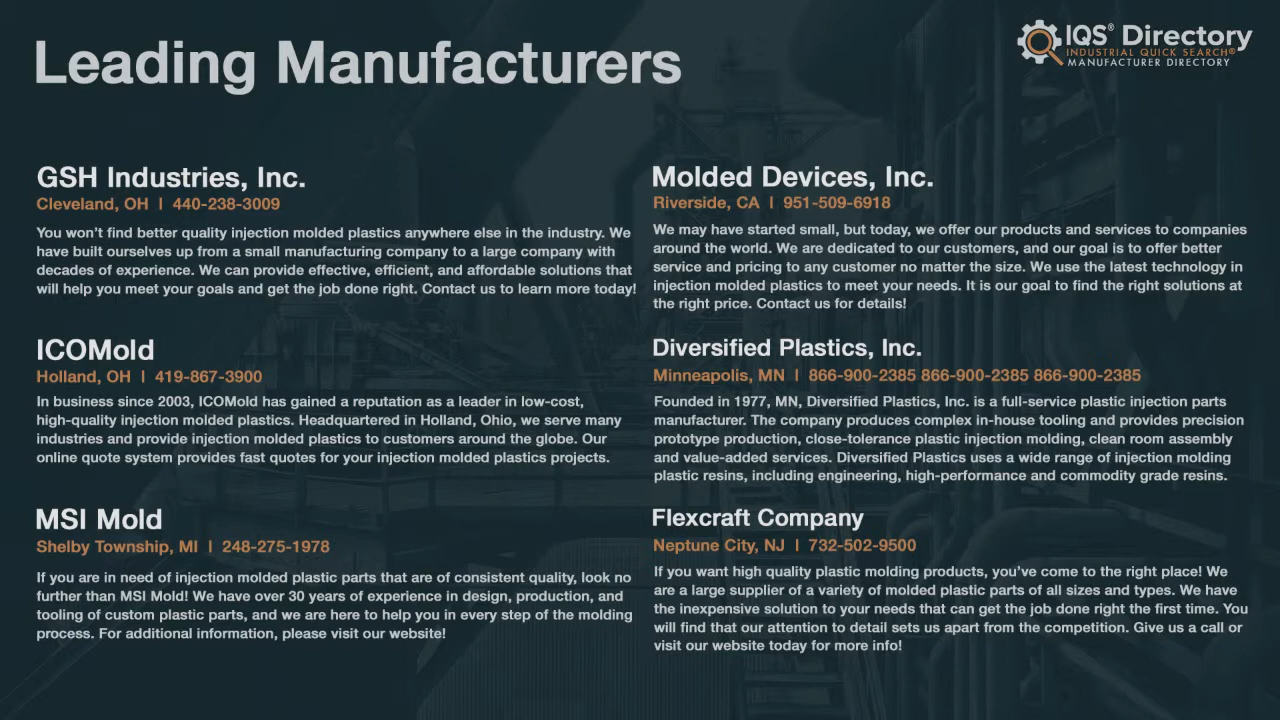 Leading Manufacturers
IQS® Directory
INDUSTRIAL QUICK SEARCH®
MANUFACTURER DIRECTORY
GSH Industries, Inc.
Cleveland, OH | 440-238-3009
You won't find better quality injection molded plastics anywhere else in the industry. We
have built ourselves up from a small manufacturing company to a large company with
decades of experience. We can provide effective, efficient, and affordable solutions that
will help you meet your goals and get the job done right. Contact us to learn more today!
ICOMold
Holland, OH | 419-867-3900
In business since 2003, ICOMold has gained a reputation as a leader in low-cost,
high-quality injection molded plastics. Headquartered in Holland, Ohio, we serve many
industries and provide injection molded plastics to customers around the globe. Our
online quote system provides fast quotes for your injection molded plastics projects.
MSI Mold
Shelby Township, MI | 248-275-1978
If you are in need of injection molded plastic parts that are of consistent quality, look no
further than MSI Mold! We have over 30 years of experience in design, production, and
tooling of custom plastic parts, and we are here to help you in every step of the molding
process. For additional information, please visit our website!
Molded Devices, Inc.
Riverside, CA | 951-509-6918
We may have started small, but today, we offer our products and services to companies
around the world. We are dedicated to our customers, and our goal is to offer better
service and pricing to any customer no matter the size. We use the latest technology in
injection molded plastics to meet your needs. It is our goal to find the right solutions at
the right price. Contact us for details!
Diversified Plastics, Inc.
Minneapolis, MN | 866-900-2385 866-900-2385 866-900-2385
Founded in 1977, MN, Diversified Plastics, Inc. is a full-service plastic injection parts
manufacturer. The company produces complex in-house tooling and provides precision
prototype production, close-tolerance plastic injection molding, clean room assembly
and value-added services. Diversified Plastics uses a wide range of injection molding
plastic resins, including engineering, high-performance and commodity grade resins.
Flexcraft Company
Neptune City, NJ | 732-502-9500
If you want high quality plastic molding products, you've come to the right place! We
are a large supplier of a variety of molded plastic parts of all sizes and types. We have
the inexpensive solution to your needs that can get the job done right the first time. You
will find that our attention to detail sets us apart from the competition. Give us a call or
visit our website today for more info!